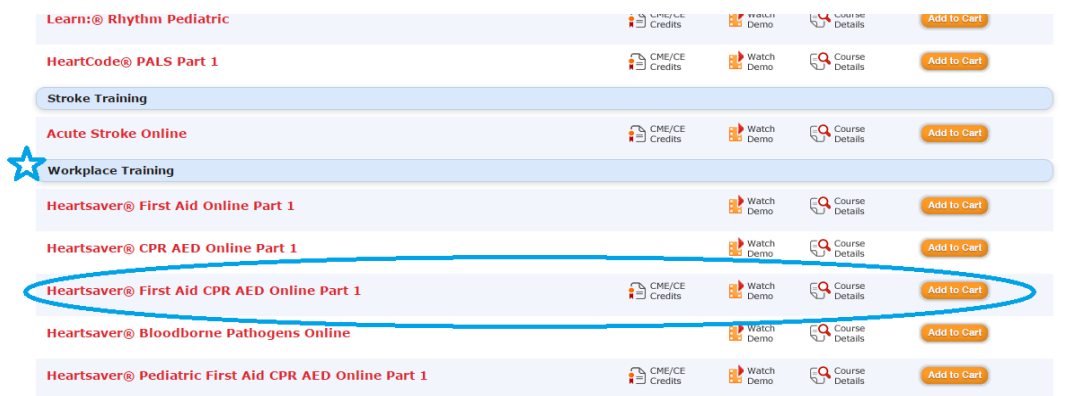 Learn:® Rhythm Pediatric CME/CE Credits Watch Demo Course Details Add to Cart
HeartCode® PALS Part 1 CME/CE Credits Watch Demo Course Details Add to Cart
Stroke Training
Acute Stroke Online CME/CE Credits Watch Demo Course Details Add to Cart
Workplace Training
Heartsaver® First Aid Online Part 1 Watch Demo Course Details Add to Cart
Heartsaver® CPR AED Online Part 1 Watch Demo Course Details Add to Cart
Heartsaver® First Aid CPR AED Online Part 1 CME/CE Credits Watch Demo Course Details Add to Cart
Heartsaver® Bloodborne Pathogens Online Watch Demo Course Details Add to Cart
Heartsaver® Pediatric First Aid CPR AED Online Part 1 CME/CE Credits Watch Demo Course Details Add to Cart